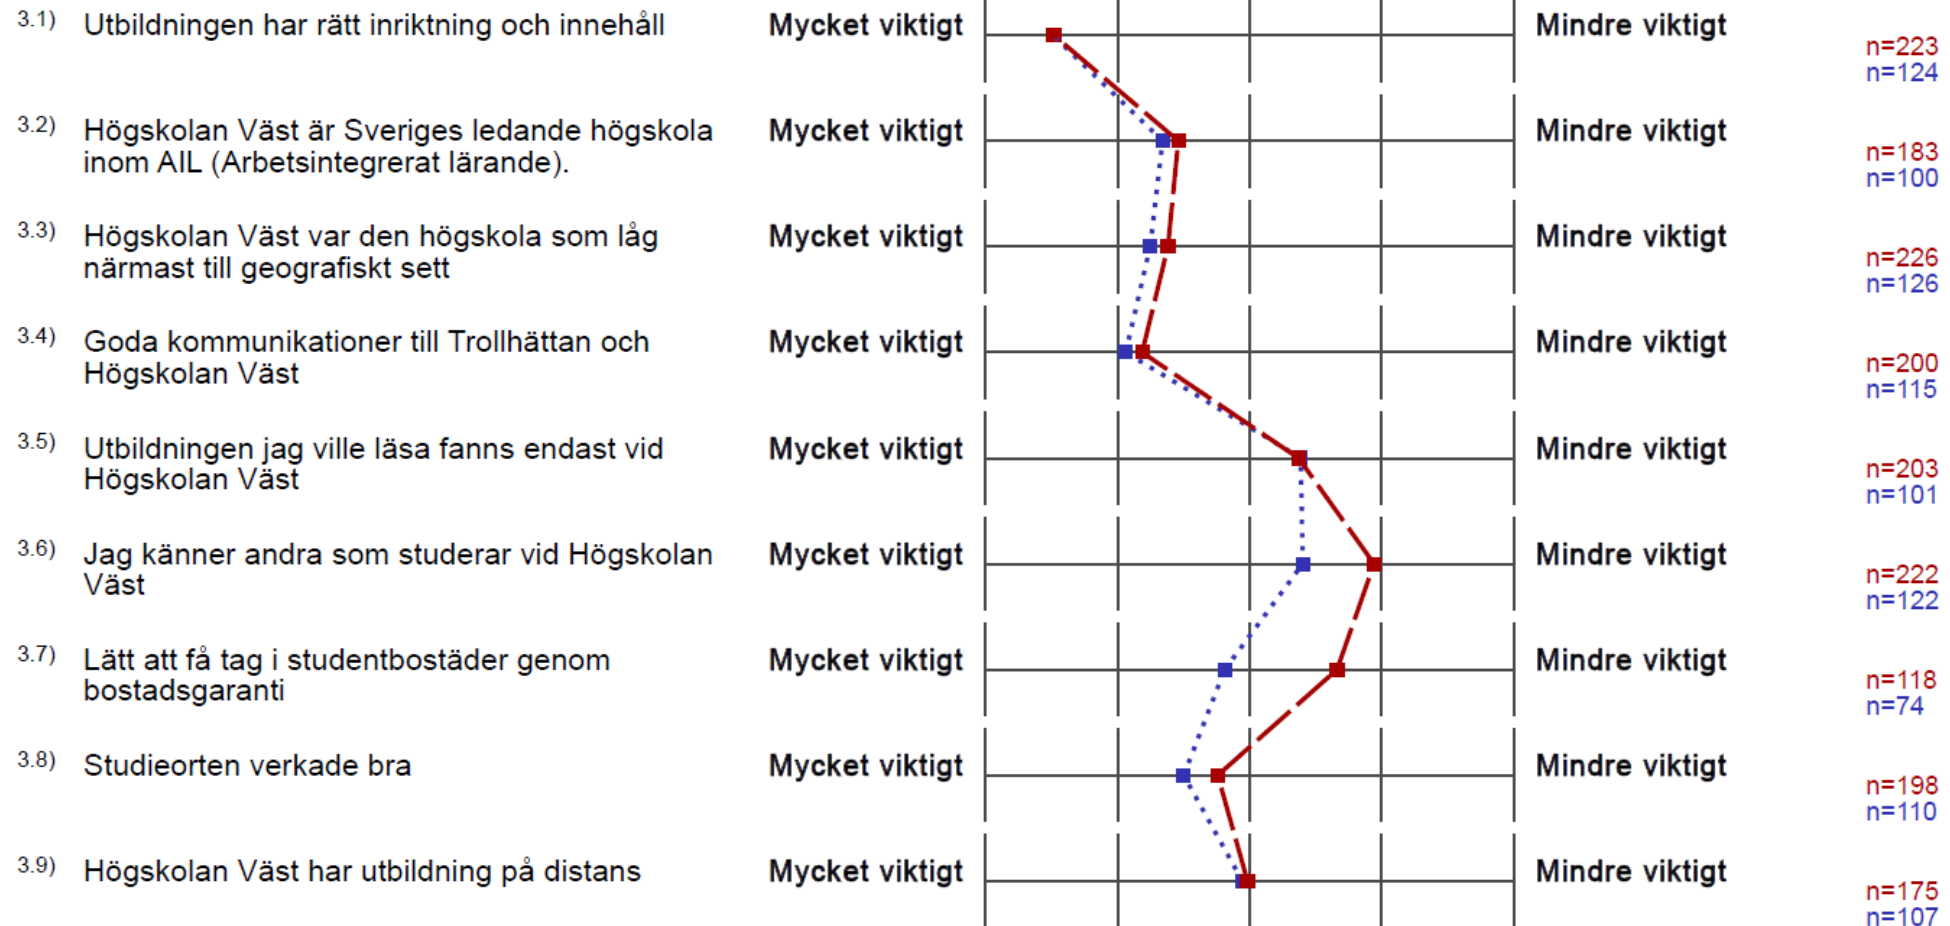 3.1) Utbildningen har rätt inriktning och innehåll Mycket viktigt Mindre viktigt
n=223
n=124
3.2) Högskolan Väst är Sveriges ledande högskola Mycket viktigt Mindre viktigt
inom AIL (Arbetsintegrerat lärande).
n=183
n=100
3.3) Högskolan Väst var den högskola som låg Mycket viktigt Mindre viktigt
närmast till geografiskt sett
n=226
n=126
3.4) Goda kommunikationer till Trollhättan och Mycket viktigt Mindre viktigt
Högskolan Väst
n=200
n=115
3.5) Utbildningen jag ville läsa fanns endast vid Mycket viktigt Mindre viktigt
Högskolan Väst
n=203
n=101
3.6) Jag känner andra som studerar vid Högskolan Mycket viktigt Mindre viktigt
Väst
n=222
n=122
3.7) Lätt att få tag i studentbostäder genom Mycket viktigt Mindre viktigt
bostadsgaranti
n=118
n=74
3.8) Studieorten verkade bra Mycket viktigt Mindre viktigt
n=198
n=110
3.9) Högskolan Väst har utbildning på distans Mycket viktigt Mindre viktigt
n=175
n=107